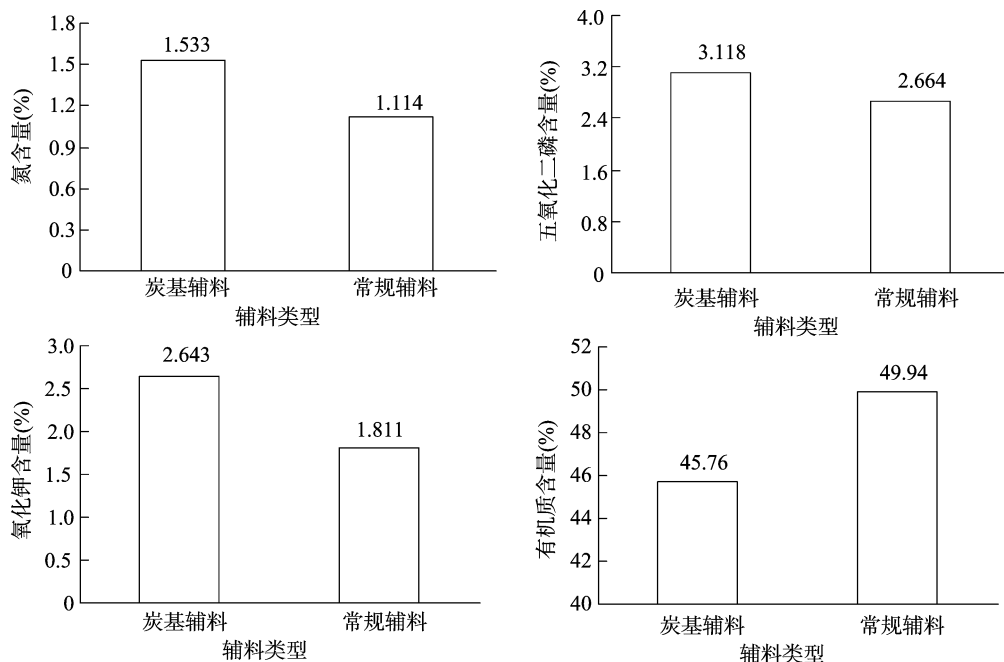 氮含量(%)
1.8
1.5
1.2
0.9
0.6
0.3
0
1.533
1.114
炭基辅料 常规辅料
辅料类型
五氧化二磷含量(%)
4.0
3.2
2.4
1.6
0.8
0
3.118
2.664
炭基辅料 常规辅料
辅料类型
氧化钾含量(%)
3.0
2.5
2.0
1.5
1.0
0.5
0
2.643
1.811
炭基辅料 常规辅料
辅料类型
有机质含量(%)
52
50
48
46
44
42
40
45.76
49.94
炭基辅料 常规辅料
辅料类型